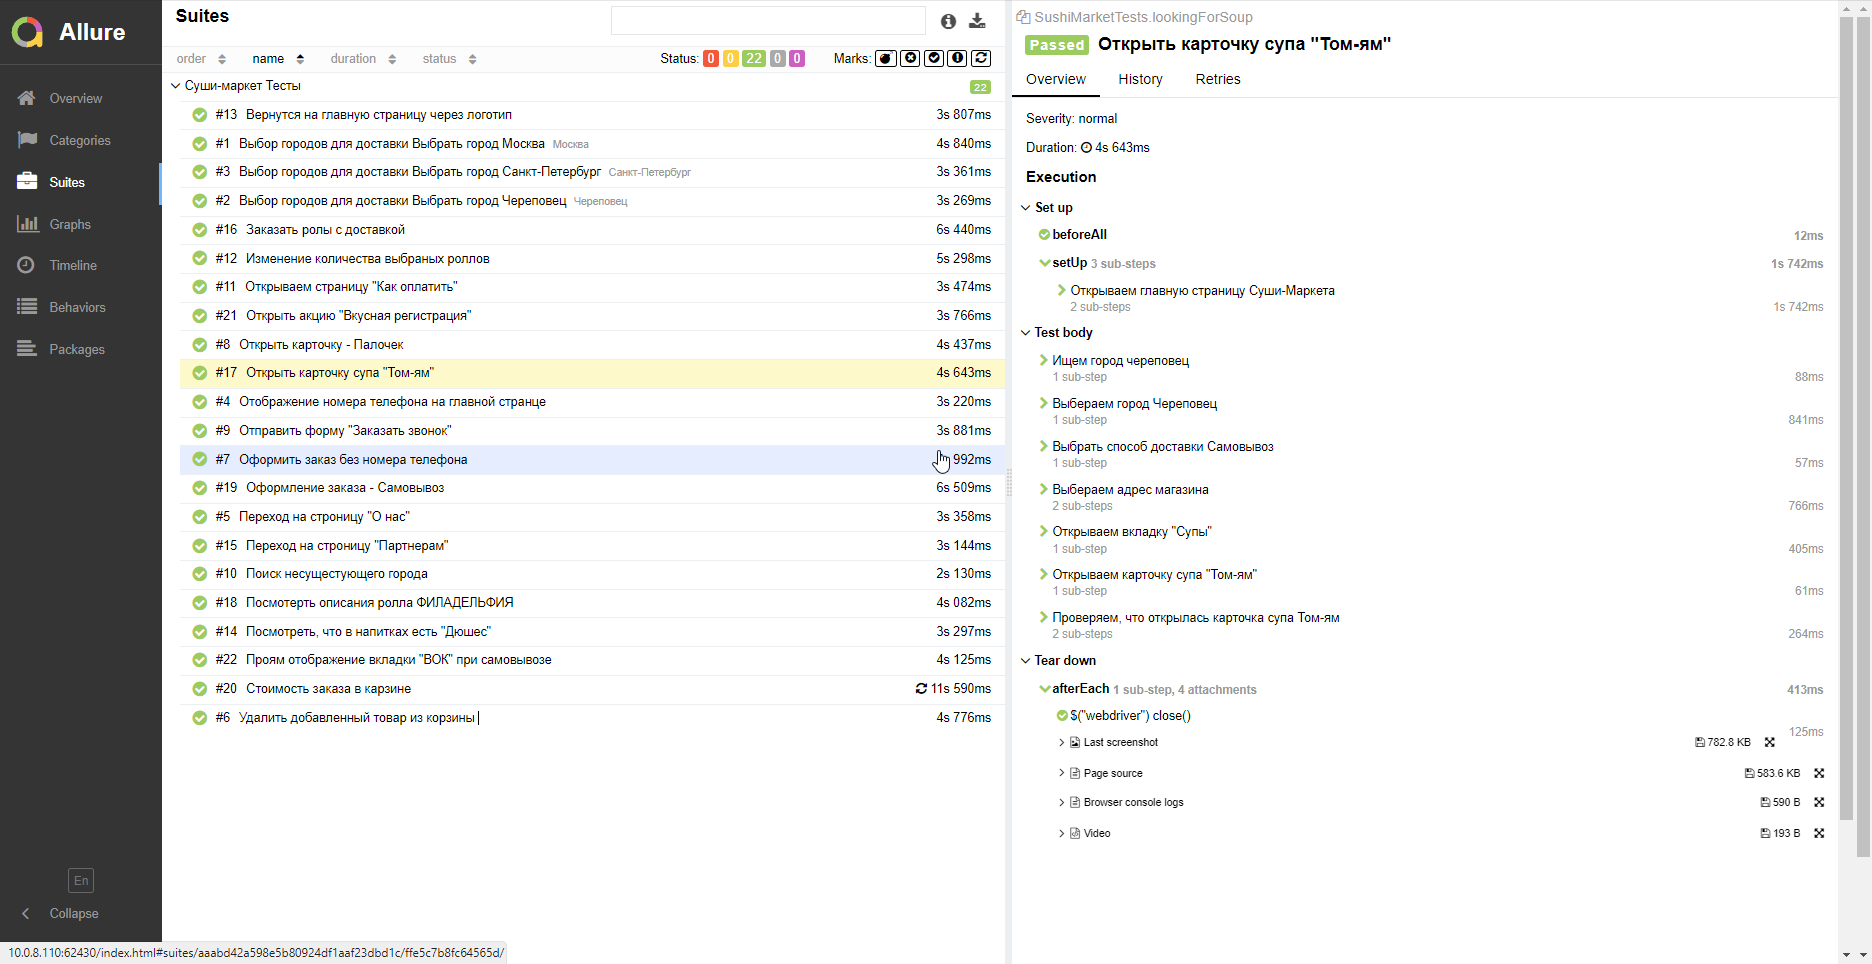 Allure
Overview
Categories
Suites
Graphs
Timeline
Behaviors
Packages
En
Collapse
Suites
order name duration status Status: 0 0 22 0 0 Marks:
Суши-маркет Тесты 22
#13 Вернутся на главную страницу через логотип 3s 807ms
#1 Выбор городов для доставки Выбрать город Москва Москва 4s 840ms
#3 Выбор городов для доставки Выбрать город Санкт-Петербург Санкт-Петербург 3s 361ms
#2 Выбор городов для доставки Выбрать город Череповец Череповец 3s 269ms
#16 Заказать ролы с доставкой 6s 440ms
#12 Изменение количества выбраных роллов 5s 298ms
#11 Открываем страницу "Как оплатить" 3s 474ms
#21 Открыть акцию "Вкусная регистрация" 3s 766ms
#8 Открыть карточку - Палочек 4s 437ms
#17 Открыть карточку супа "Том-ям" 4s 643ms
#4 Отображение номера телефона на главной странце 3s 220ms
#9 Отправить форму "Заказать звонок" 3s 881ms
#7 Оформить заказ без номера телефона 992ms
#19 Оформление заказа - Самовывоз 6s 509ms
#5 Переход на строницу "О нас" 3s 358ms
#15 Переход на строницу "Партнерам" 3s 144ms
#10 Поиск несущестующего города 2s 130ms
#18 Посмотерть описания ролла ФИЛАДЕЛЬФИЯ 4s 082ms
#14 Посмотреть, что в напитках есть "Дюшес" 3s 297ms
#22 Проям отображение вкладки "ВОК" при самовывозе 4s 125ms
#20 Стоимость заказа в карзине 11s 590ms
#6 Удалить добавленный товар из корзины 4s 776ms
SushiMarketTests.lookingForSoup
Passed Открыть карточку супа "Том-ям"
Overview History Retries
Severity: normal
Duration: 4s 643ms
Execution
Set up
beforeAll 12ms
setUp 3 sub-steps 1s 742ms
Открываем главную страницу Суши-Маркета
2 sub-steps 1s 742ms
Test body
Ищем город череповец
1 sub-step 88ms
Выбераем город Череповец
1 sub-step 841ms
Выбрать способ доставки Самовывоз
1 sub-step 57ms
Выбераем адрес магазина
2 sub-steps 766ms
Открываем вкладку "Супы"
1 sub-step 405ms
Открываем карточку супа "Том-ям"
1 sub-step 61ms
Проверяем, что открылась карточка супа Том-ям
2 sub-steps 264ms
Tear down
afterEach 1 sub-step, 4 attachments 413ms
$("webdriver") close()
125ms
Last screenshot 782.8 KB
Page source 583.6 KB
Browser console logs 590 B
Video 193 B
10.0.8.110:62430/index.html#suites/aaabd42a598e5b80924df1aaf23dbd1c/ffe5c7b8fc64565d/